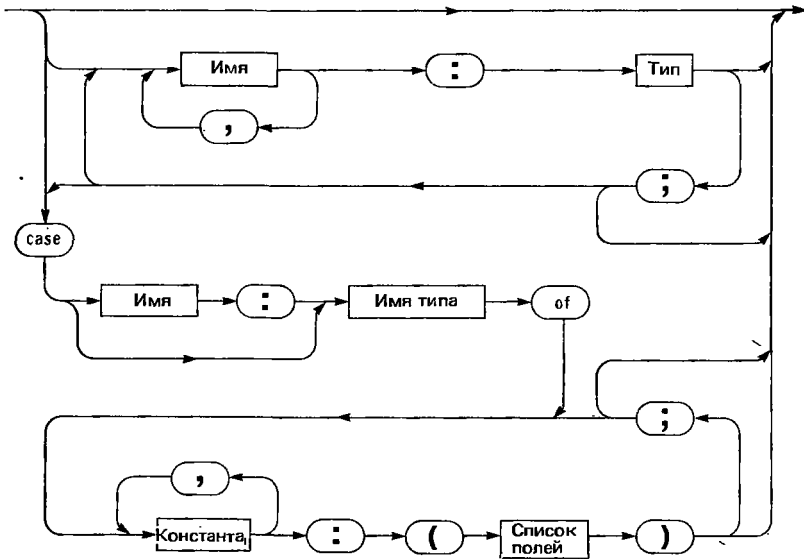 Имя : Тип
,
;
case
Имя : Имя типа of
;
,
Константа : ( Список полей )